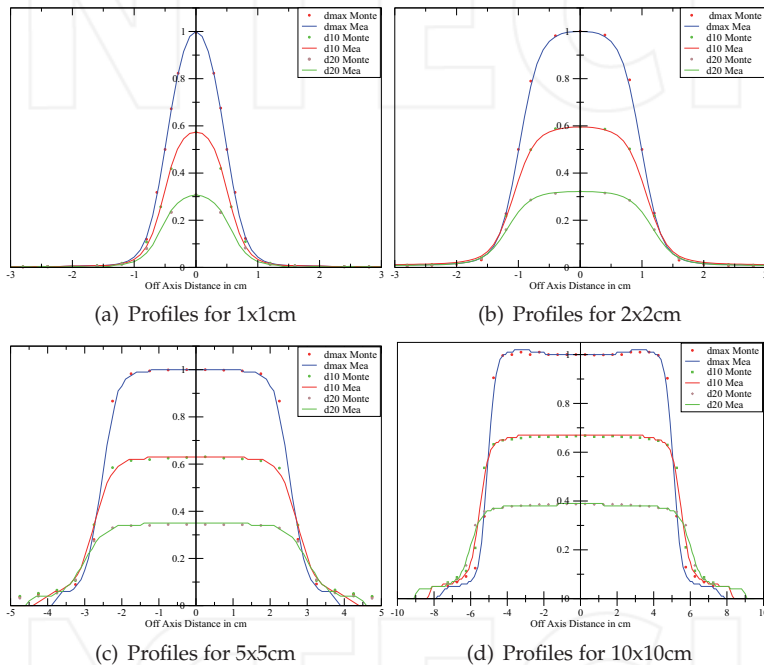 dmax Monte
dmax Mea
d10 Monte
d10 Mea
d20 Monte
d20 Mea
1
0.8
0.6
0.4
0.2
0
-3 -2 -1 0 1 2 3
Off Axis Distance in cm
(a) Profiles for 1x1cm
dmax Monte
dmax Mea
d10 Monte
d10 Mea
d20 Monte
d20 Mea
1
0.8
0.6
0.4
0.2
0
-3 -2 -1 0 1 2 3
Off Axis Distance in cm
(b) Profiles for 2x2cm
dmax Monte
dmax Mea
d10 Monte
d10 Mea
d20 Monte
d20 Mea
1
0.8
0.6
0.4
0.2
0
-5 -4 -3 -2 -1 0 1 2 3 4 5
Off Axis Distance in cm
(c) Profiles for 5x5cm
dmax Monte
dmax Mea
d10 Monte
d10 Mea
d20 Monte
d20 Mea
1
0.8
0.6
0.4
0.2
0
-10 -8 -6 -4 -2 0 2 4 6 8 10
Off Axis Distance in cm
(d) Profiles for 10x10cm